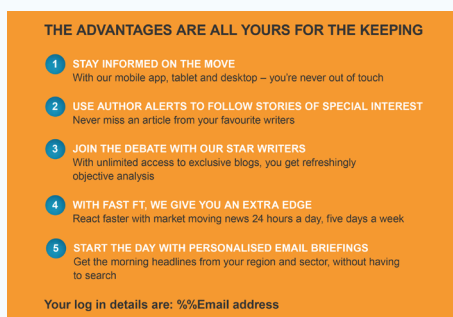 THE ADVANTAGES ARE ALL YOURS FOR THE KEEPING
1 STAY INFORMED ON THE MOVE
With our mobile app, tablet and desktop – you're never out of touch
2 USE AUTHOR ALERTS TO FOLLOW STORIES OF SPECIAL INTEREST
Never miss an article from your favourite writers
3 JOIN THE DEBATE WITH OUR STAR WRITERS
With unlimited access to exclusive blogs, you get refreshingly
objective analysis
4 WITH FAST FT, WE GIVE YOU AN EXTRA EDGE
React faster with market moving news 24 hours a day, five days a week
5 START THE DAY WITH PERSONALISED EMAIL BRIEFINGS
Get the morning headlines from your region and sector, without having
to search
Your log in details are: %%Email address